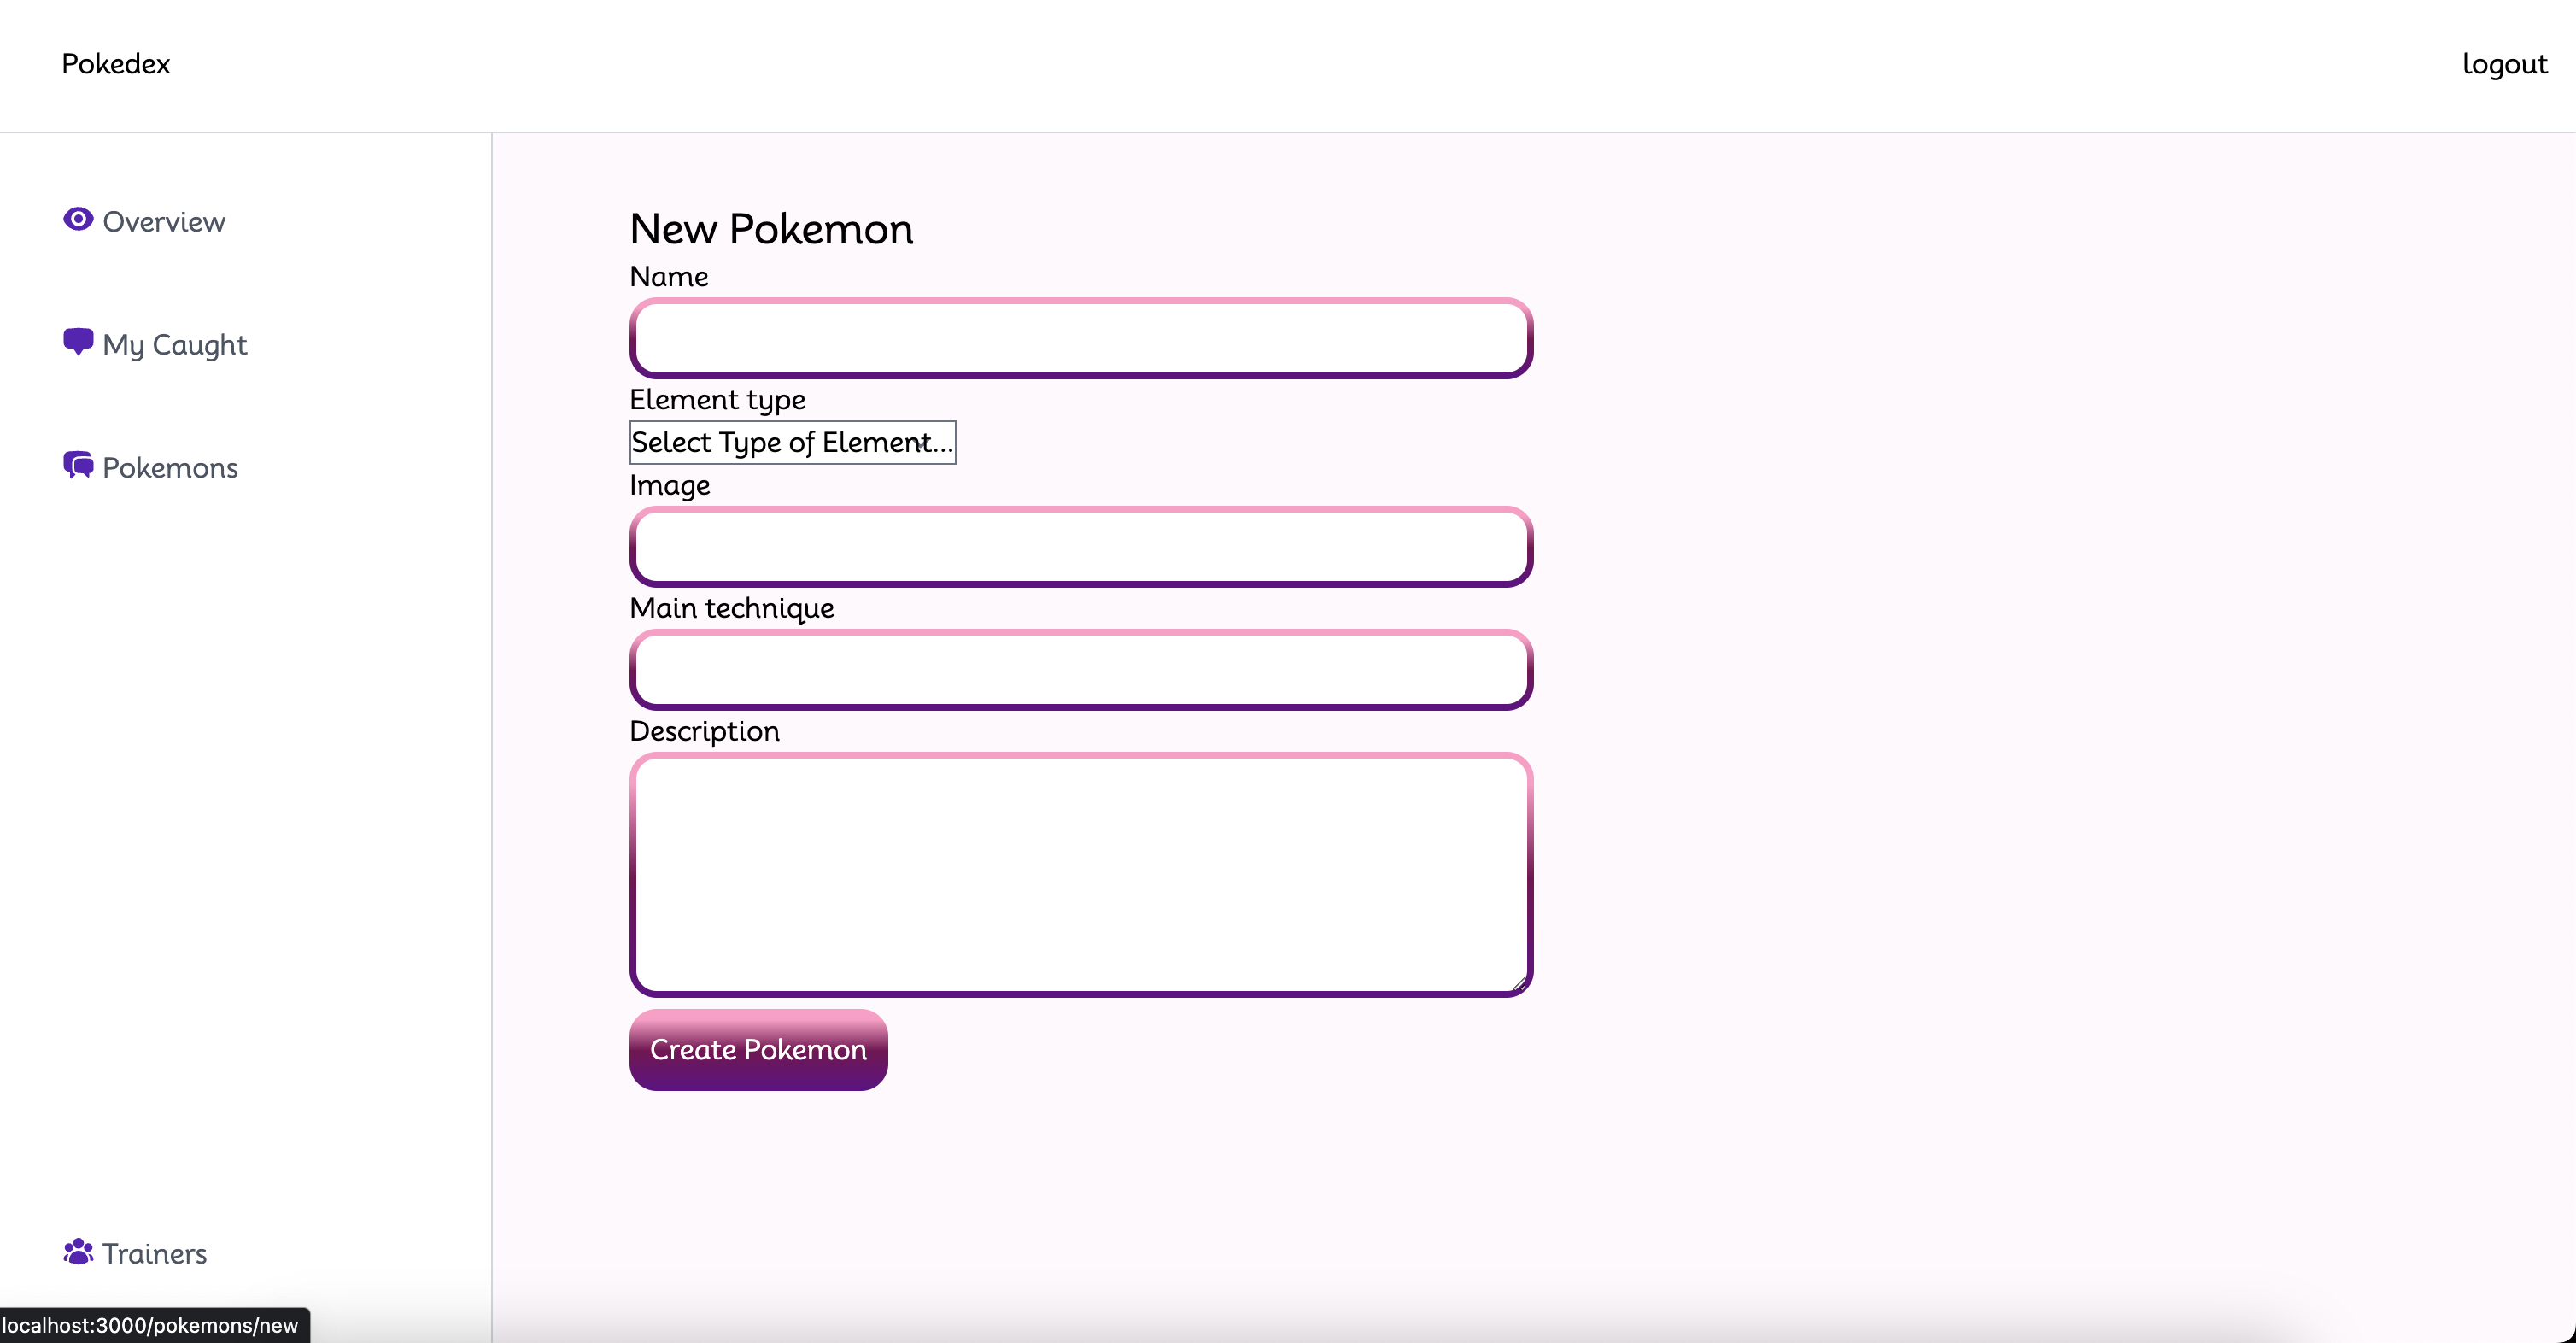 Pokedex
logout
Overview
My Caught
Pokemons
Trainers
New Pokemon
Name
Element type
Select Type of Element...
Image
Main technique
Description
Create Pokemon
localhost:3000/pokemons/new